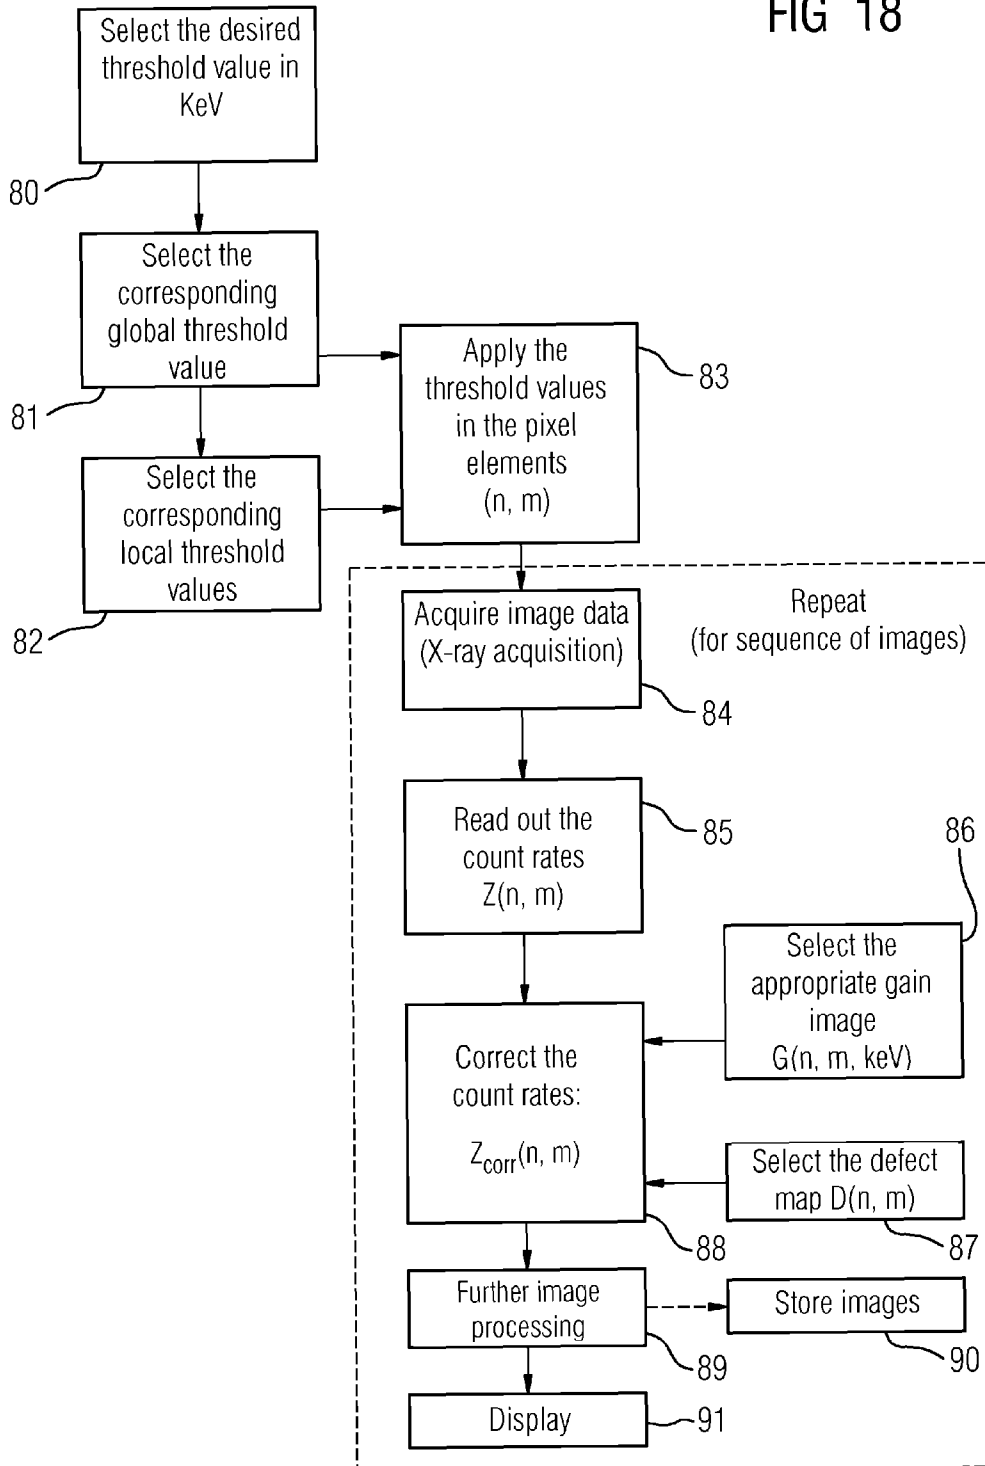 FIG 18
Select the desired
threshold value in
KeV
80
Select the
corresponding
global threshold
value
81
Select the
corresponding
local threshold
values
82
Apply the
threshold values
in the pixel
elements
(n, m)
83
Repeat
(for sequence of images)
Acquire image data
(X-ray acquisition)
84
Read out the
count rates
Z(n, m)
85
86
Select the
appropriate gain
image
G(n, m, keV)
Correct the
count rates:
Zcorr(n, m)
88
Select the defect
map D(n, m)
87
Further image
processing
89
Store images
90
Display
91